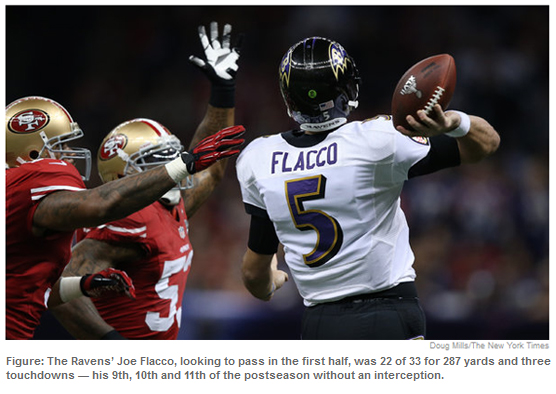 5
RAVENS
FLACCO
5
Doug Mills/The New York Times
Figure: The Ravens' Joe Flacco, looking to pass in the first half, was 22 of 33 for 287 yards and three
touchdowns — his 9th, 10th and 11th of the postseason without an interception.